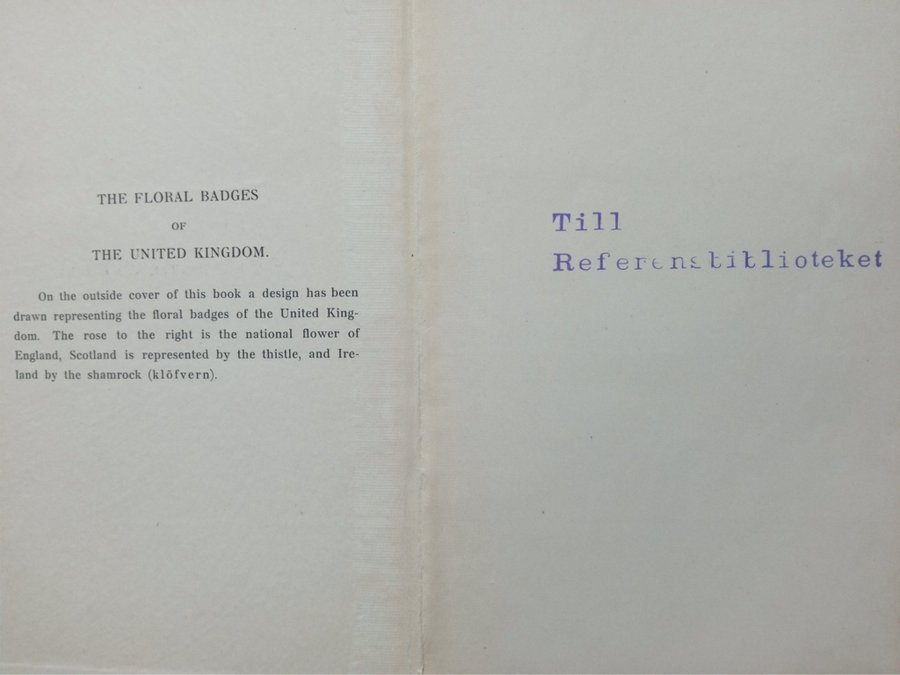 THE FLORAL BADGES
OF
THE UNITED KINGDOM.
On the outside cover of this book a design has been
drawn representing the floral badges of the United King-
dom. The rose to the right is the national flower of
England, Scotland is represented by the thistle, and Ire-
land by the shamrock (klöfvern).
Till
Referensbiblioteket